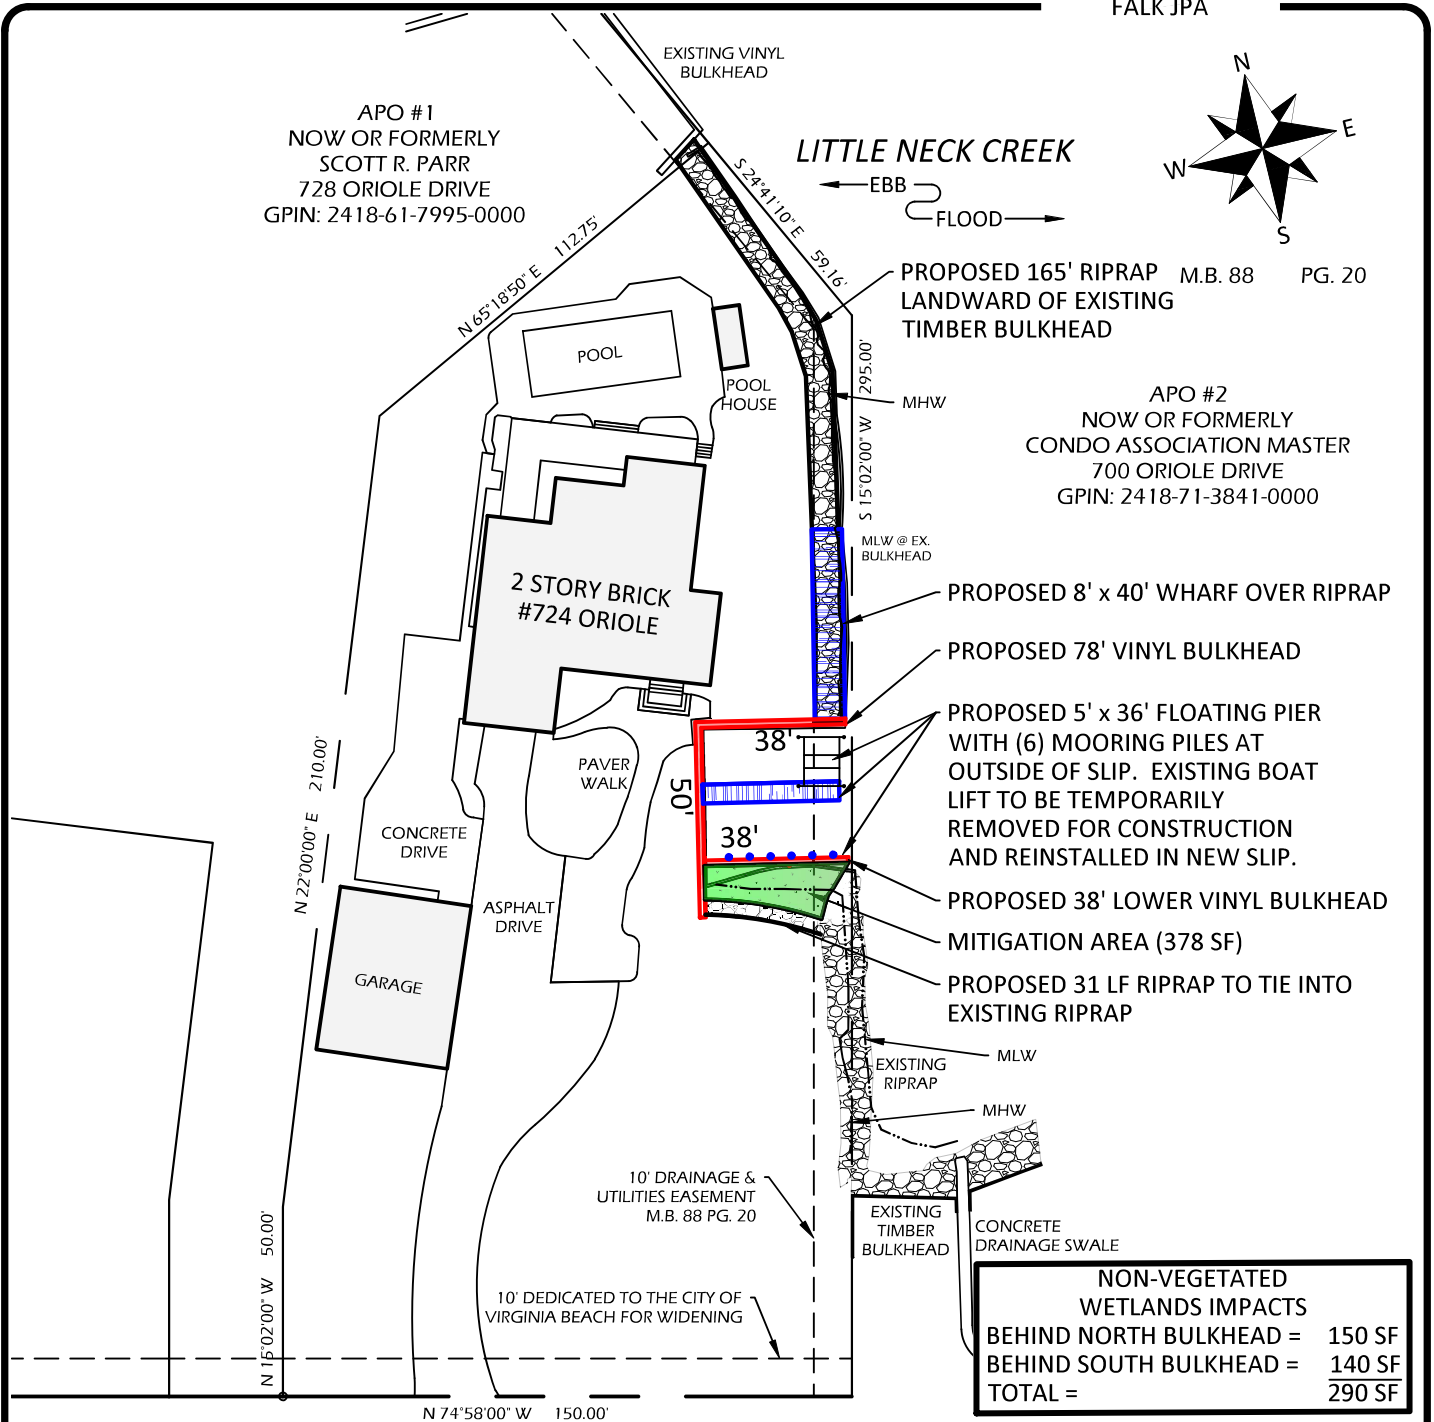 FALK JPA
EXISTING VINYL
BULKHEAD
APO #1
NOW OR FORMERLY
SCOTT R. PARR
728 ORIOLE DRIVE
GPIN: 2418-61-7995-0000
LITTLE NECK CREEK
EBB
FLOOD
N
E
W
S
M.B. 88 PG. 20
S 24°41'10" E 59.16'
N 65°18'50" E 112.75'
PROPOSED 165' RIPRAP
LANDWARD OF EXISTING
TIMBER BULKHEAD
POOL
POOL
HOUSE
S 15°02'00" W 295.00'
MHW
APO #2
NOW OR FORMERLY
CONDO ASSOCIATION MASTER
700 ORIOLE DRIVE
GPIN: 2418-71-3841-0000
MLW @ EX.
BULKHEAD
2 STORY BRICK
#724 ORIOLE
PROPOSED 8' x 40' WHARF OVER RIPRAP
PROPOSED 78' VINYL BULKHEAD
PROPOSED 5' x 36' FLOATING PIER
WITH (6) MOORING PILES AT
OUTSIDE OF SLIP. EXISTING BOAT
LIFT TO BE TEMPORARILY
REMOVED FOR CONSTRUCTION
AND REINSTALLED IN NEW SLIP.
38'
50'
38'
PAVER
WALK
N 22°00'00" E 210.00'
CONCRETE
DRIVE
ASPHALT
DRIVE
GARAGE
PROPOSED 38' LOWER VINYL BULKHEAD
MITIGATION AREA (378 SF)
PROPOSED 31 LF RIPRAP TO TIE INTO
EXISTING RIPRAP
MLW
EXISTING
RIPRAP
MHW
10' DRAINAGE &
UTILITIES EASEMENT
M.B. 88 PG. 20
EXISTING
TIMBER
BULKHEAD
CONCRETE
DRAINAGE SWALE
N 15°02'00" W 50.00'
10' DEDICATED TO THE CITY OF
VIRGINIA BEACH FOR WIDENING
N 74°58'00" W 150.00'
NON-VEGETATED
WETLANDS IMPACTS
BEHIND NORTH BULKHEAD = 150 SF
BEHIND SOUTH BULKHEAD = 140 SF
TOTAL = 290 SF